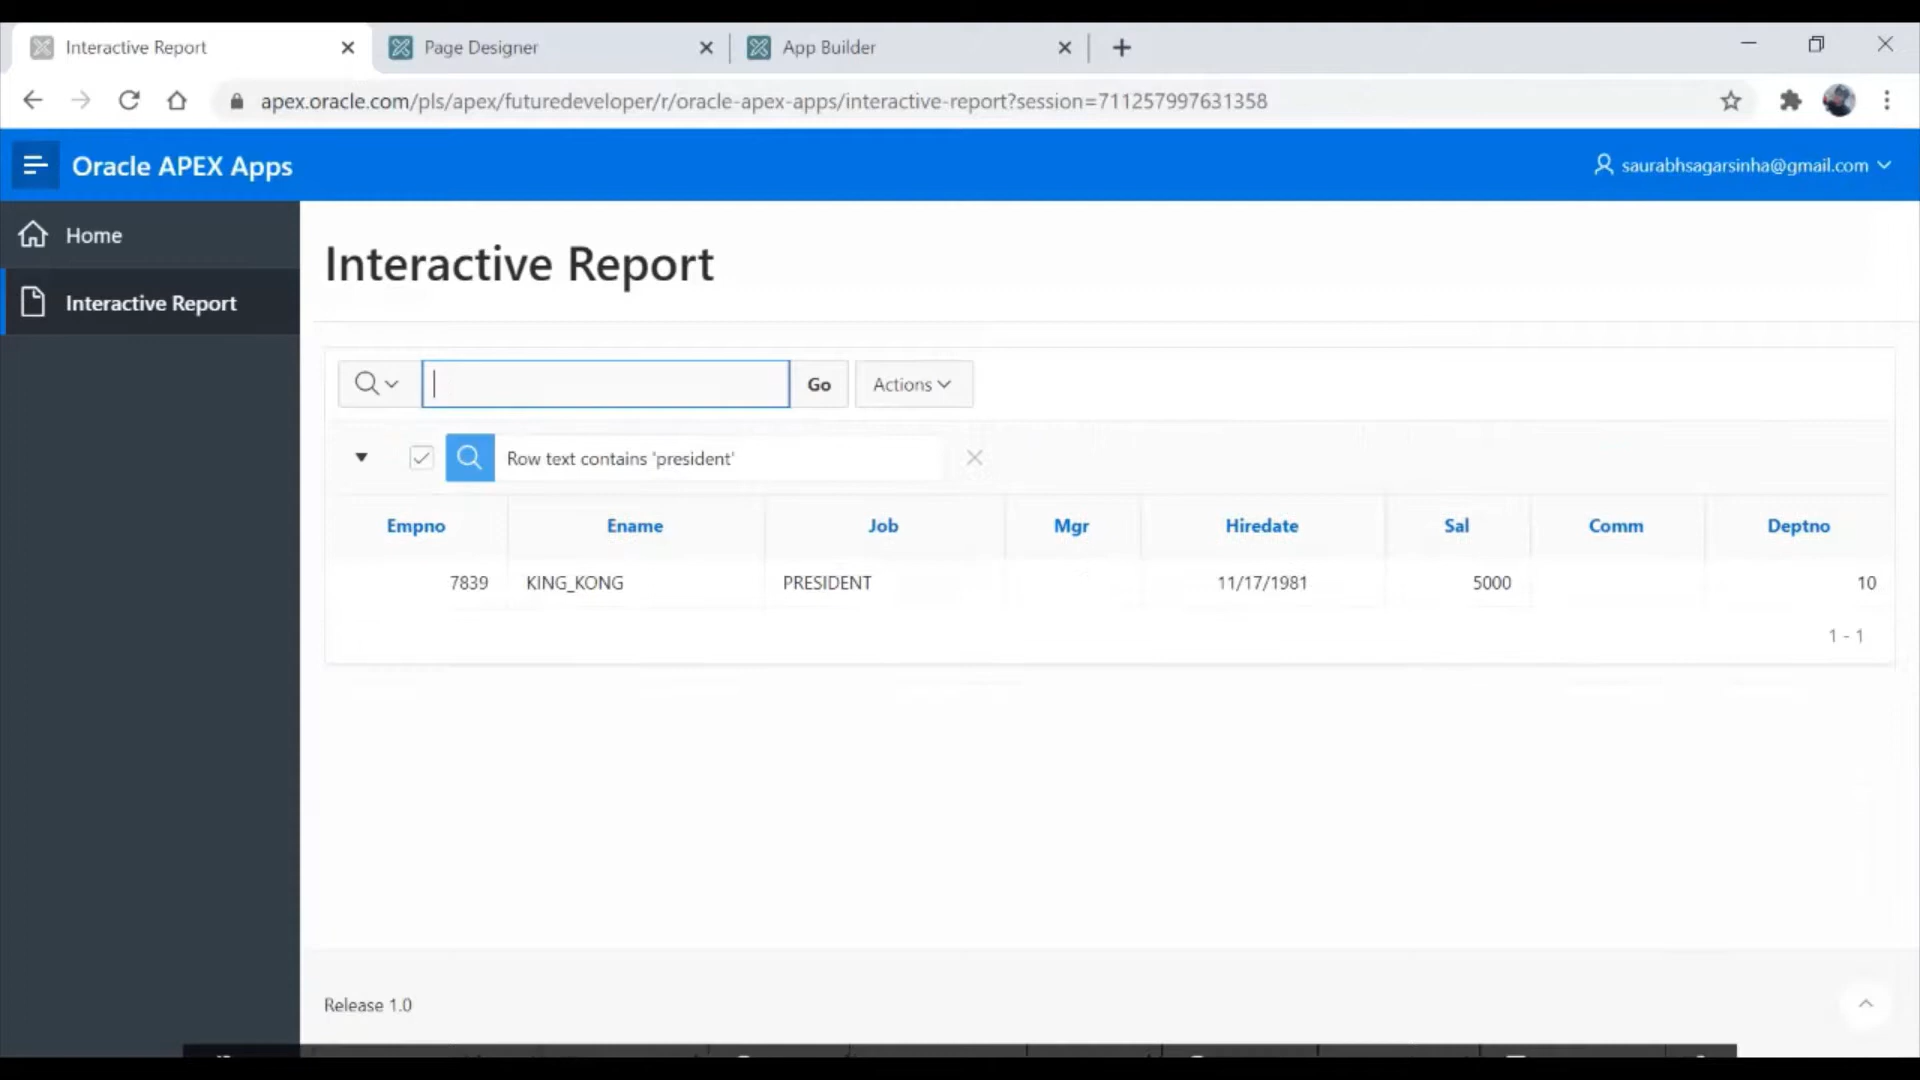 Interactive Report
Page Designer
App Builder
apex.oracle.com/pls/apex/futuredeveloper/r/oracle-apex-apps/interactive-report?session=711257997631358
Oracle APEX Apps
saurabhsagarsinha@gmail.com
Home
Interactive Report
Interactive Report
Go
Actions
Row text contains 'president'
Empno Ename Job Mgr Hiredate Sal Comm Deptno
7839 KING_KONG PRESIDENT 11/17/1981 5000 10
1 - 1
Release 1.0